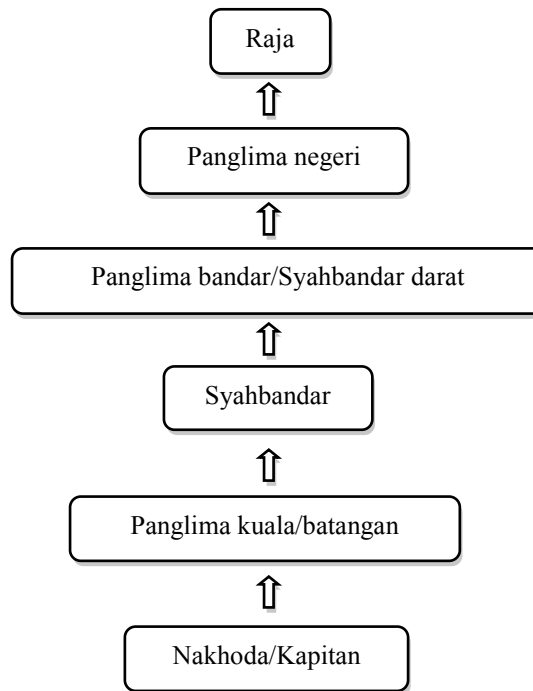 Raja
Panglima negeri
Panglima bandar/Syahbandar darat
Syahbandar
Panglima kuala/batangan
Nakhoda/Kapitan